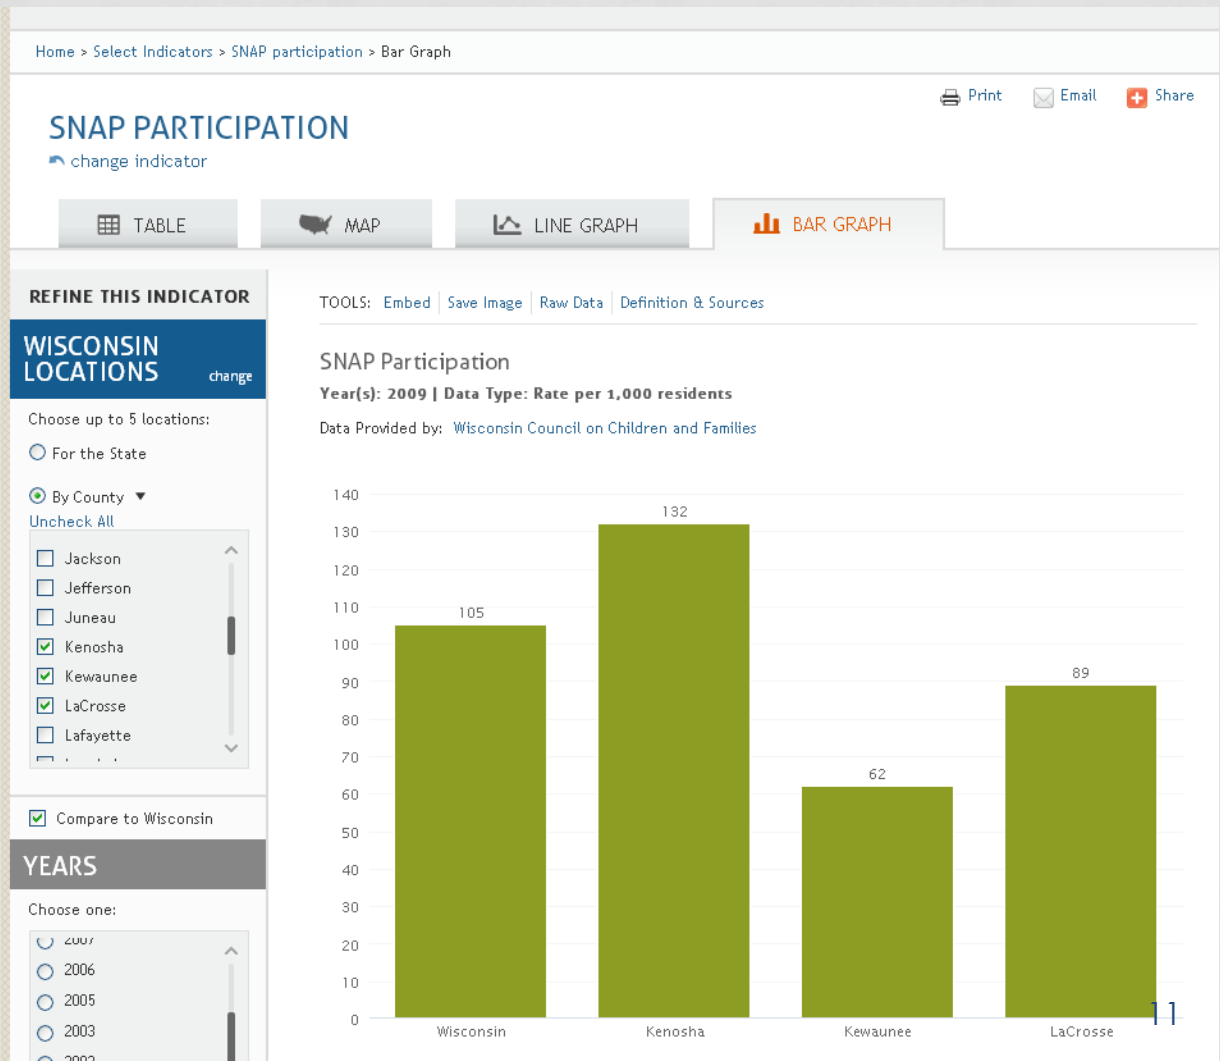 Home > Select Indicators > SNAP participation > Bar Graph
Print Email Share
SNAP PARTICIPATION
change indicator
TABLE MAP LINE GRAPH BAR GRAPH
REFINE THIS INDICATOR
WISCONSIN
LOCATIONS change
Choose up to 5 locations:
For the State
By County
Uncheck All
Jackson
Jefferson
Juneau
Kenosha
Kewaunee
LaCrosse
Lafayette
Compare to Wisconsin
YEARS
Choose one:
2007
2006
2005
2003
2002
TOOLS: Embed Save Image Raw Data Definition & Sources
SNAP Participation
Year(s): 2009 | Data Type: Rate per 1,000 residents
Data Provided by: Wisconsin Council on Children and Families
140
130
120
110
100
90
80
70
60
50
40
30
20
10
0
105
132
62
89
Wisconsin Kenosha Kewaunee LaCrosse
11